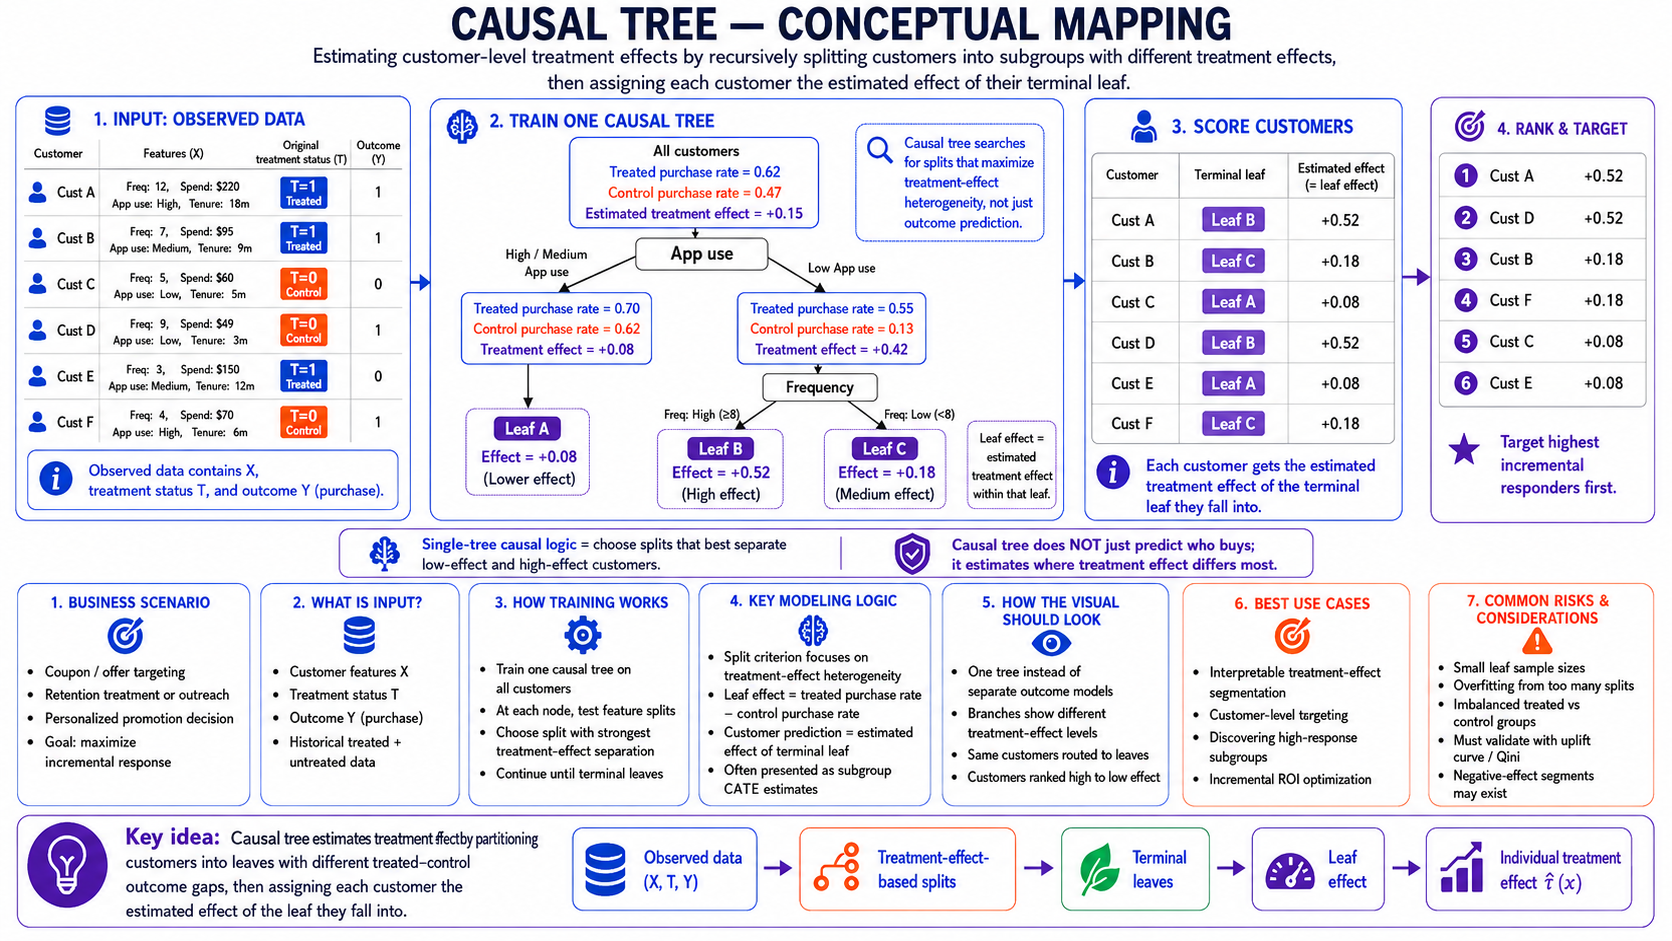 CAUSAL TREE — CONCEPTUAL MAPPING
Estimating customer-level treatment effects by recursively splitting customers into subgroups with different treatment effects,
then assigning each customer the estimated effect of their terminal leaf.
1. INPUT: OBSERVED DATA
Customer
Features (X)
Original
treatment status (T)
Outcome
(Y)
Cust A
Freq: 12, Spend: $220
App use: High, Tenure: 18m
T=1
Treated
1
Cust B
Freq: 7, Spend: $95
App use: Medium, Tenure: 9m
T=1
Treated
1
Cust C
Freq: 5, Spend: $60
App use: Low, Tenure: 5m
T=0
Control
0
Cust D
Freq: 9, Spend: $49
App use: Low, Tenure: 3m
T=0
Control
1
Cust E
Freq: 3, Spend: $150
App use: Medium, Tenure: 12m
T=1
Treated
0
Cust F
Freq: 4, Spend: $70
App use: High, Tenure: 6m
T=0
Control
1
Observed data contains X,
treatment status T, and outcome Y (purchase).
2. TRAIN ONE CAUSAL TREE
All customers
Treated purchase rate = 0.62
Control purchase rate = 0.47
Estimated treatment effect = +0.15
Causal tree searches
for splits that maximize
treatment-effect
heterogeneity, not just
outcome prediction.
App use
High / Medium
App use
Low App use
Treated purchase rate = 0.70
Control purchase rate = 0.62
Treatment effect = +0.08
Treated purchase rate = 0.55
Control purchase rate = 0.13
Treatment effect = +0.42
Frequency
Freq: High (≥8)
Freq: Low (<8)
Leaf A
Effect = +0.08
(Lower effect)
Leaf B
Effect = +0.52
(High effect)
Leaf C
Effect = +0.18
(Medium effect)
Leaf effect =
estimated
treatment effect
within that leaf.
3. SCORE CUSTOMERS
Customer
Terminal leaf
Estimated effect
(= leaf effect)
Cust A Leaf B +0.52
Cust B Leaf C +0.18
Cust C Leaf A +0.08
Cust D Leaf B +0.52
Cust E Leaf A +0.08
Cust F Leaf C +0.18
Each customer gets the estimated
treatment effect of the terminal
leaf they fall into.
4. RANK & TARGET
1 Cust A +0.52
2 Cust D +0.52
3 Cust B +0.18
4 Cust F +0.18
5 Cust C +0.08
6 Cust E +0.08
Target highest
incremental
responders first.
Single-tree causal logic = choose splits that best separate
low-effect and high-effect customers.
Causal tree does NOT just predict who buys;
it estimates where treatment effect differs most.
1. BUSINESS SCENARIO
• Coupon / offer targeting
• Retention treatment or outreach
• Personalized promotion decision
• Goal: maximize
incremental response
2. WHAT IS INPUT?
• Customer features X
• Treatment status T
• Outcome Y (purchase)
• Historical treated +
untreated data
3. HOW TRAINING WORKS
• Train one causal tree on
all customers
• At each node, test feature splits
• Choose split with strongest
treatment-effect separation
• Continue until terminal leaves
4. KEY MODELING LOGIC
• Split criterion focuses on
treatment-effect heterogeneity
• Leaf effect = treated purchase rate
– control purchase rate
• Customer prediction = estimated
effect of terminal leaf
• Often presented as subgroup
CATE estimates
5. HOW THE VISUAL
SHOULD LOOK
• One tree instead of
separate outcome models
• Branches show different
treatment-effect levels
• Same customers routed to leaves
• Customers ranked high to low effect
6. BEST USE CASES
• Interpretable treatment-effect
segmentation
• Customer-level targeting
• Discovering high-response
subgroups
• Incremental ROI optimization
7. COMMON RISKS &
CONSIDERATIONS
• Small leaf sample sizes
• Overfitting from too many splits
• Imbalanced treated vs
control groups
• Must validate with uplift
curve / Qini
• Negative-effect segments
may exist
Key idea: Causal tree estimates treatment effectby partitioning
customers into leaves with different treated–control
outcome gaps, then assigning each customer the
estimated effect of the leaf they fall into.
Observed data
(X, T, Y)
Treatment-effect-
based splits
Terminal
leaves
Leaf
effect
Individual treatment
effect τ̂ (x)